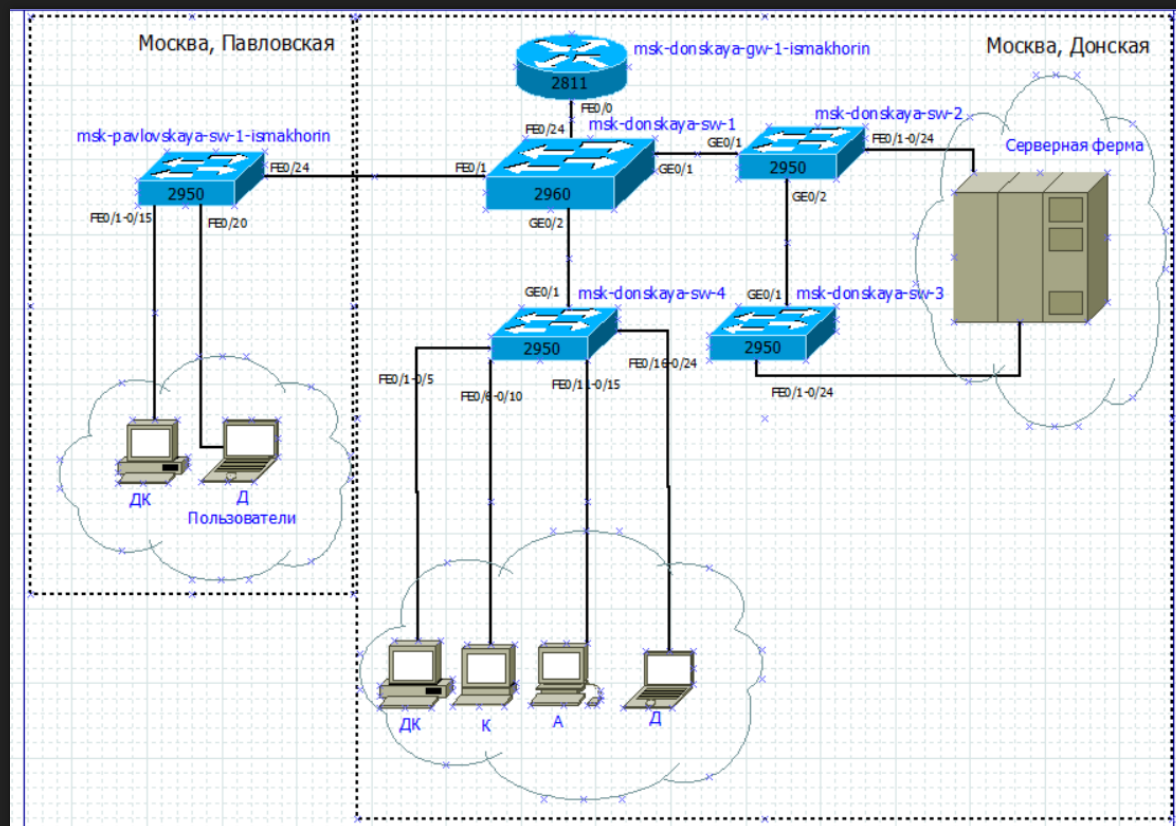 Москва, Павловская
msk-donskaya-gw-1-ismakhorin
Москва, Донская
2811
FE0/0
msk-pavlovskaya-sw-1-ismakhorin
FE0/24
msk-donskaya-sw-1
msk-donskaya-sw-2
FE0/24
FE0/1
GE0/1
GE0/1
FE0/1-0/24
Серверная ферма
2950
2960
2950
FE0/1-0/15
FE0/20
GE0/2
GE0/2
GE0/1
msk-donskaya-sw-4
GE0/1
msk-donskaya-sw-3
2950
2950
FE0/1-0/5
FE0/6-0/10
FE0/11-0/15
FE0/16-0/24
FE0/1-0/24
ДК
Д
Пользователи
ДК
К
А
Д